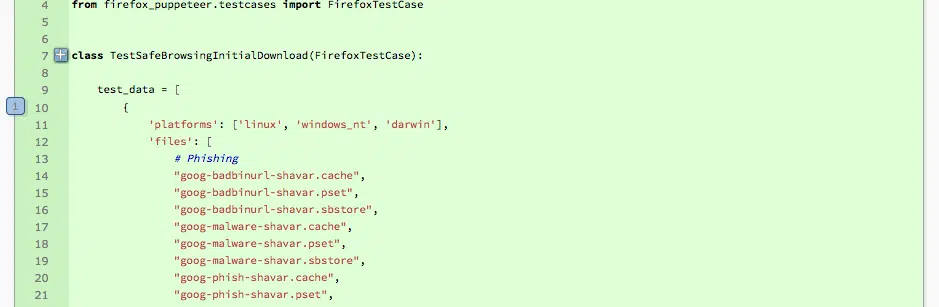 4 from firefox_puppeteer.testcases import FirefoxTestCase
5
6
7 + class TestSafeBrowsingInitialDownload(FirefoxTestCase):
8
9 test_data = [
1 10 {
11 'platforms': ['linux', 'windows_nt', 'darwin'],
12 'files': [
13 # Phishing
14 "goog-badbinurl-shavar.cache",
15 "goog-badbinurl-shavar.pset",
16 "goog-badbinurl-shavar.sbstore",
17 "goog-malware-shavar.cache",
18 "goog-malware-shavar.pset",
19 "goog-malware-shavar.sbstore",
20 "goog-phish-shavar.cache",
21 "goog-phish-shavar.pset",